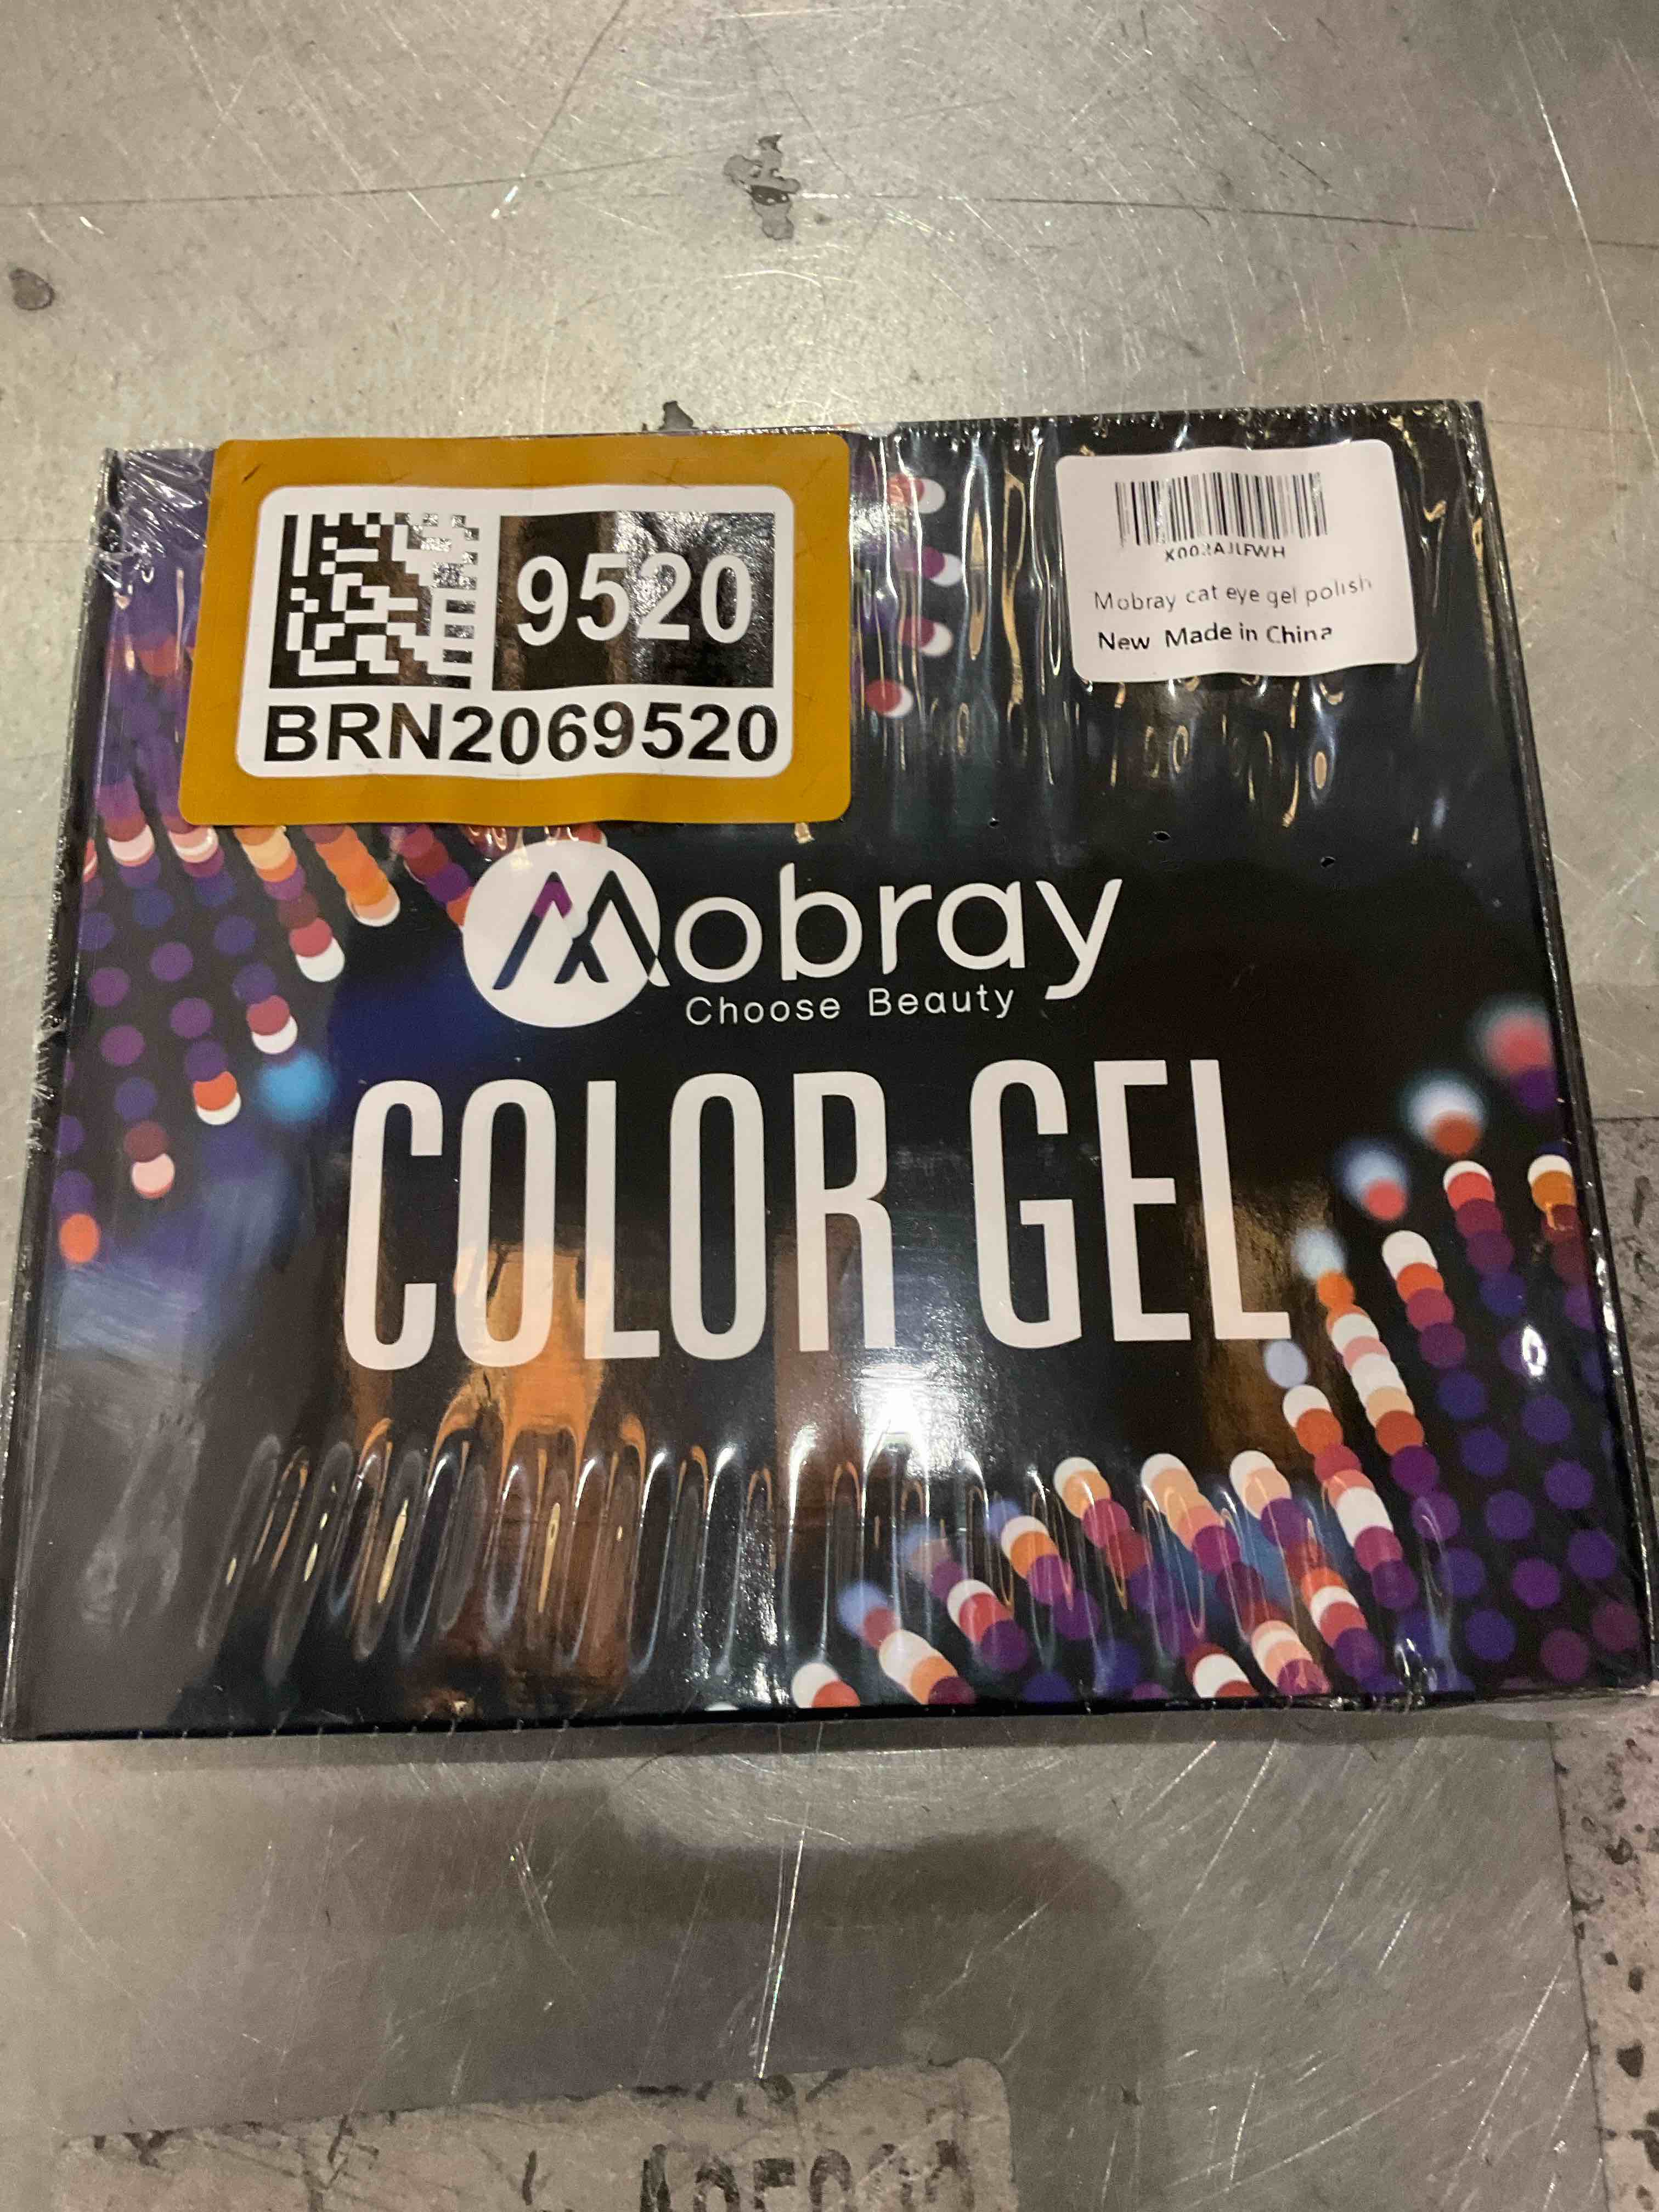 9520
BRN2069520
Mobray cat eye gel polish
New Made in China
Mobray
Choose Beauty
COLOR GEL